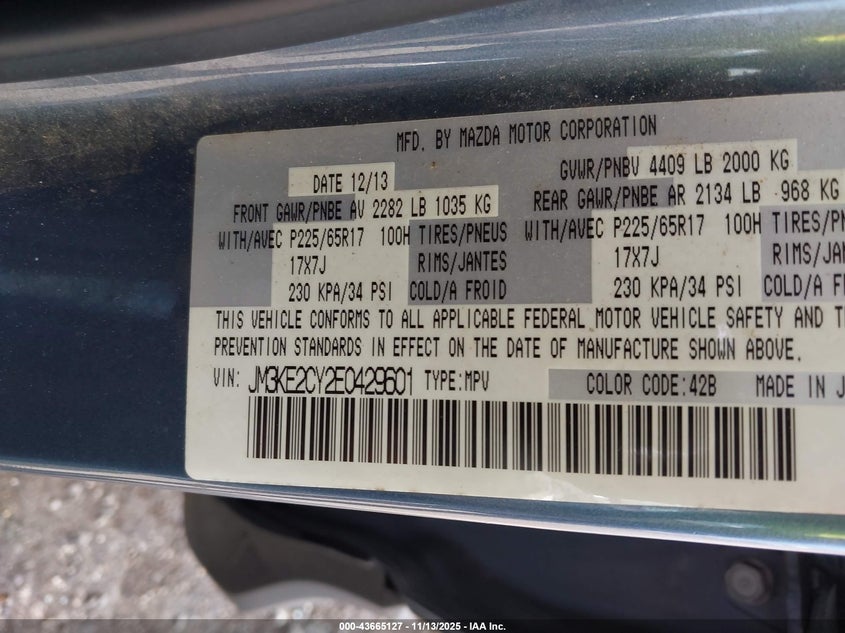 MFD. BY MAZDA MOTOR CORPORATION
DATE 12/13 GVWR/PNBV 4409 LB 2000 KG
FRONT GAWR/PNBE AV 2282 LB 1035 KG REAR GAWR/PNBE AR 2134 LB 968 KG
WITH/AVEC P225/65R17 100H TIRES/PNEUS WITH/AVEC P225/65R17 100H
17X7J RIMS/JANTES 17X7J
230 KPA/34 PSI COLD/A FROID 230 KPA/34 PSI
THIS VEHICLE CONFORMS TO ALL APPLICABLE FEDERAL MOTOR VEHICLE SAFETY AND
PREVENTION STANDARDS IN EFFECT ON THE DATE OF MANUFACTURE SHOWN ABOVE.
VIN: JM3KE2CY2E0429601 TYPE:MPV COLOR CODE:42B MADE IN
000-43665127 - 11/13/2025 - IAA Inc.